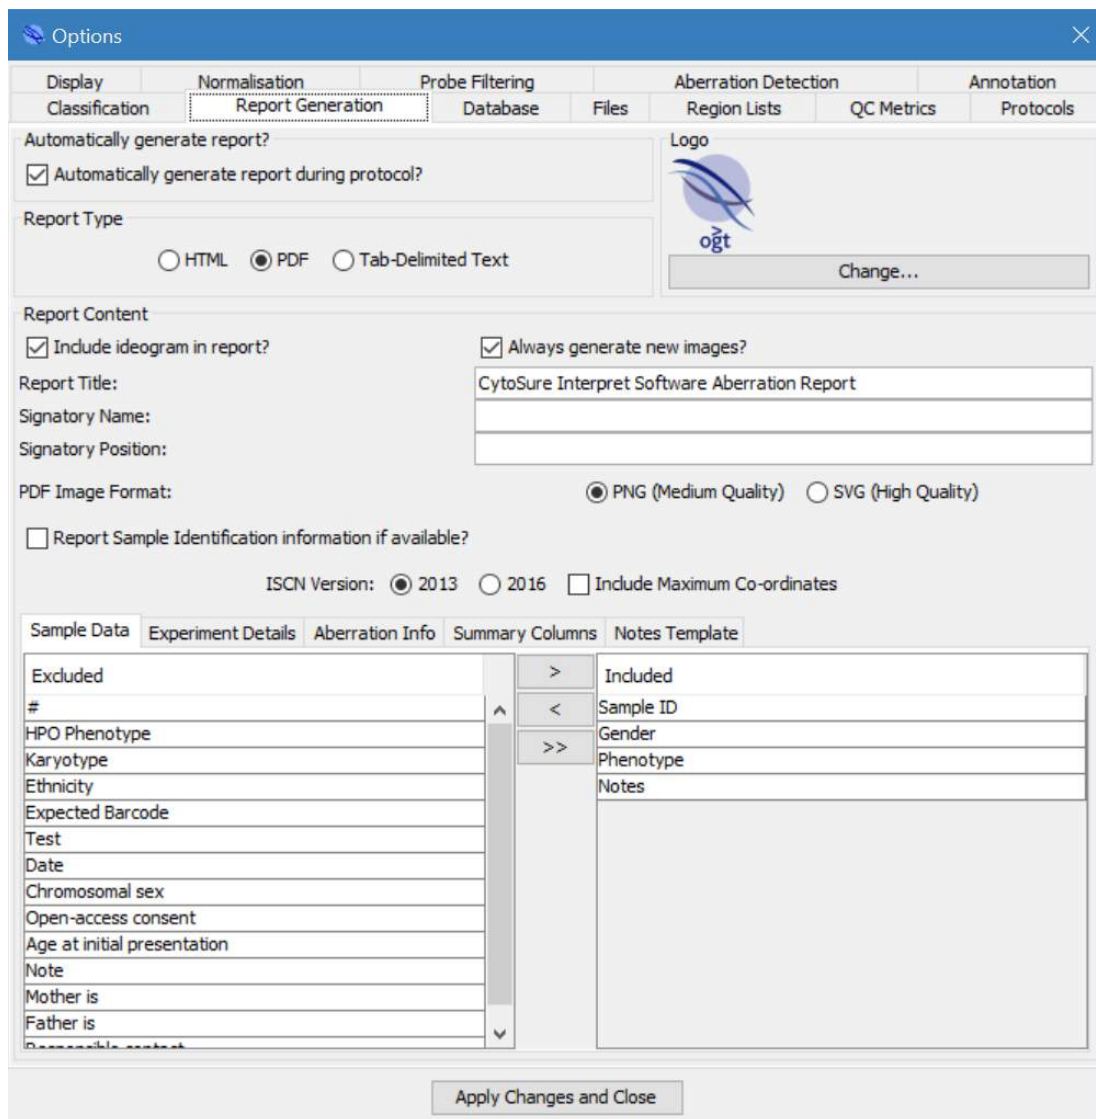 Options
Display Normalisation Probe Filtering Aberration Detection Annotation
Classification Report Generation Database Files Region Lists QC Metrics Protocols
Automatically generate report?
Automatically generate report during protocol?
Logo
ogt
Change...
Report Type
HTML PDF Tab-Delimited Text
Report Content
Include ideogram in report? Always generate new images?
Report Title: CytoSure Interpret Software Aberration Report
Signatory Name:
Signatory Position:
PDF Image Format: PNG (Medium Quality) SVG (High Quality)
Report Sample Identification information if available?
ISCN Version: 2013 2016 Include Maximum Co-ordinates
Sample Data Experiment Details Aberration Info Summary Columns Notes Template
Excluded
#
HPO Phenotype
Karyotype
Ethnicity
Expected Barcode
Test
Date
Chromosomal sex
Open-access consent
Age at initial presentation
Note
Mother is
Father is
Responsible contact
>
<
>>
Included
Sample ID
Gender
Phenotype
Notes
Apply Changes and Close